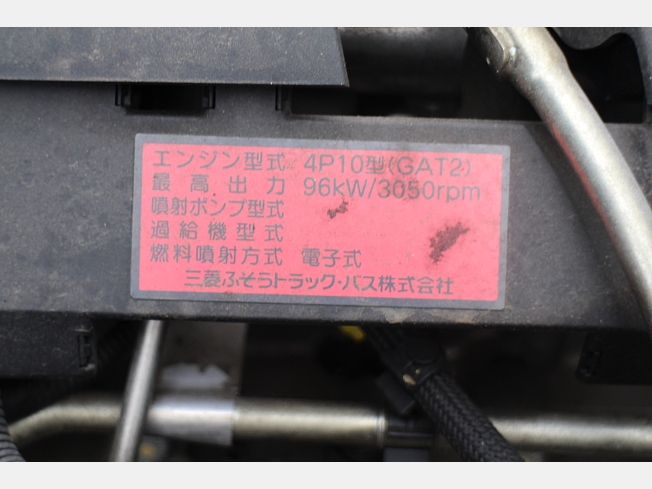 エンジン型式 4P10型(GAT2)
最高出力 96kW/3050rpm
噴射ポンプ型式
過給機型式
燃料噴射方式 電子式
三菱ふそうトラック・バス株式会社